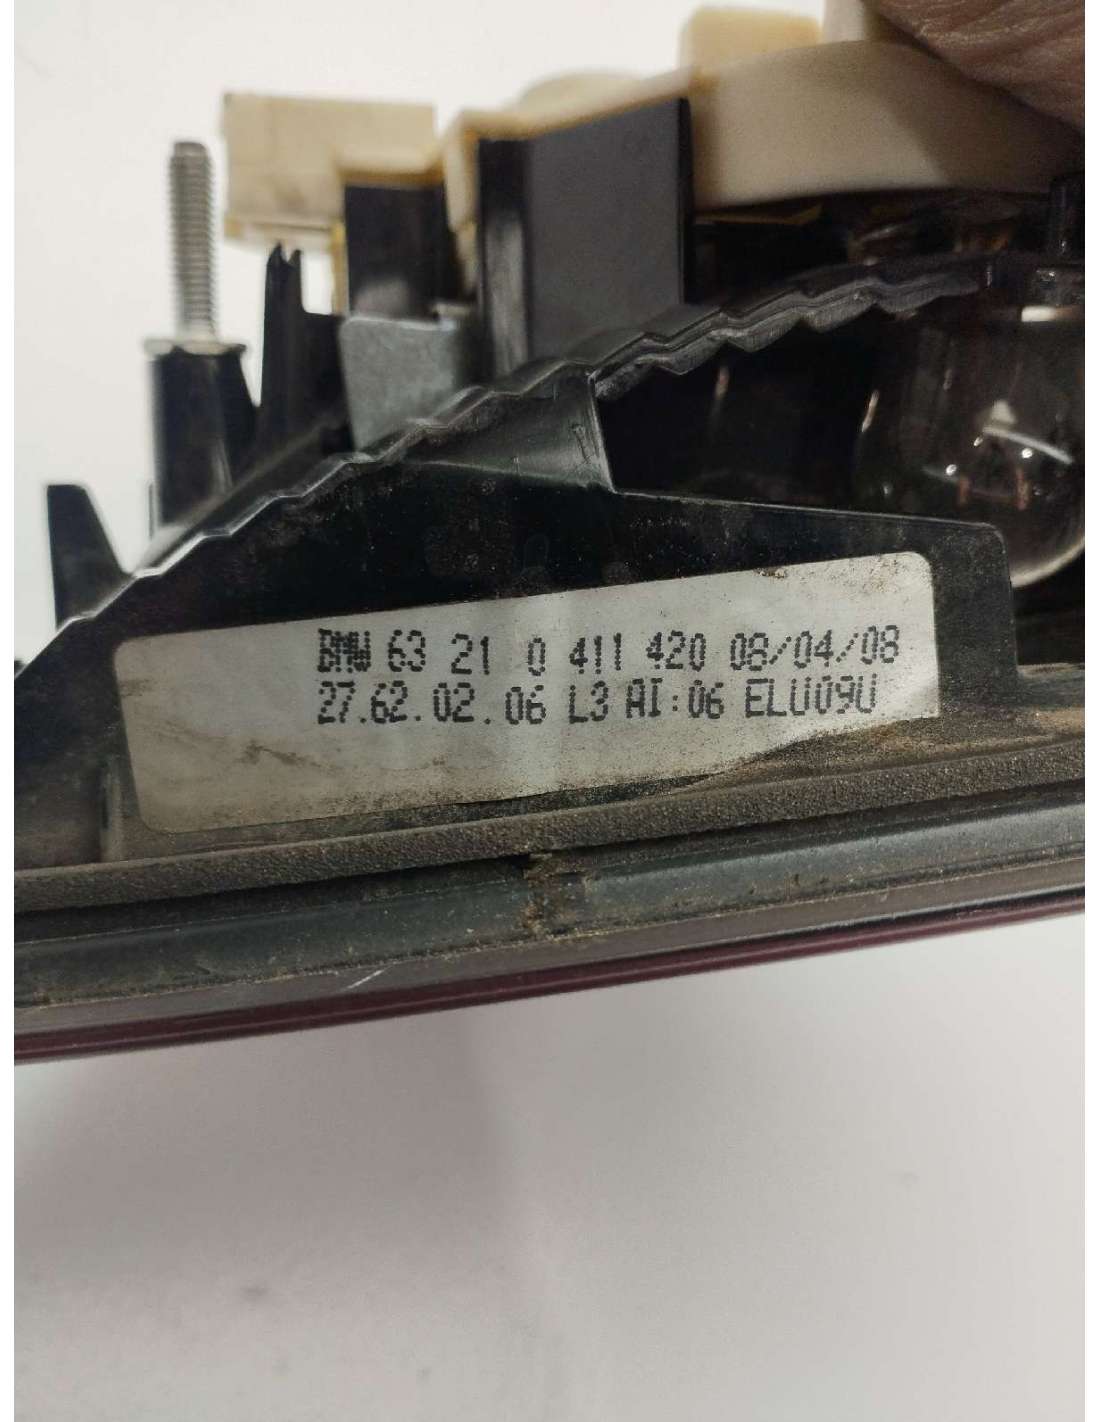 BMW 63 21 0 411 420 08/04/08
27.62.02.06 L3 AI:06 ELU09U